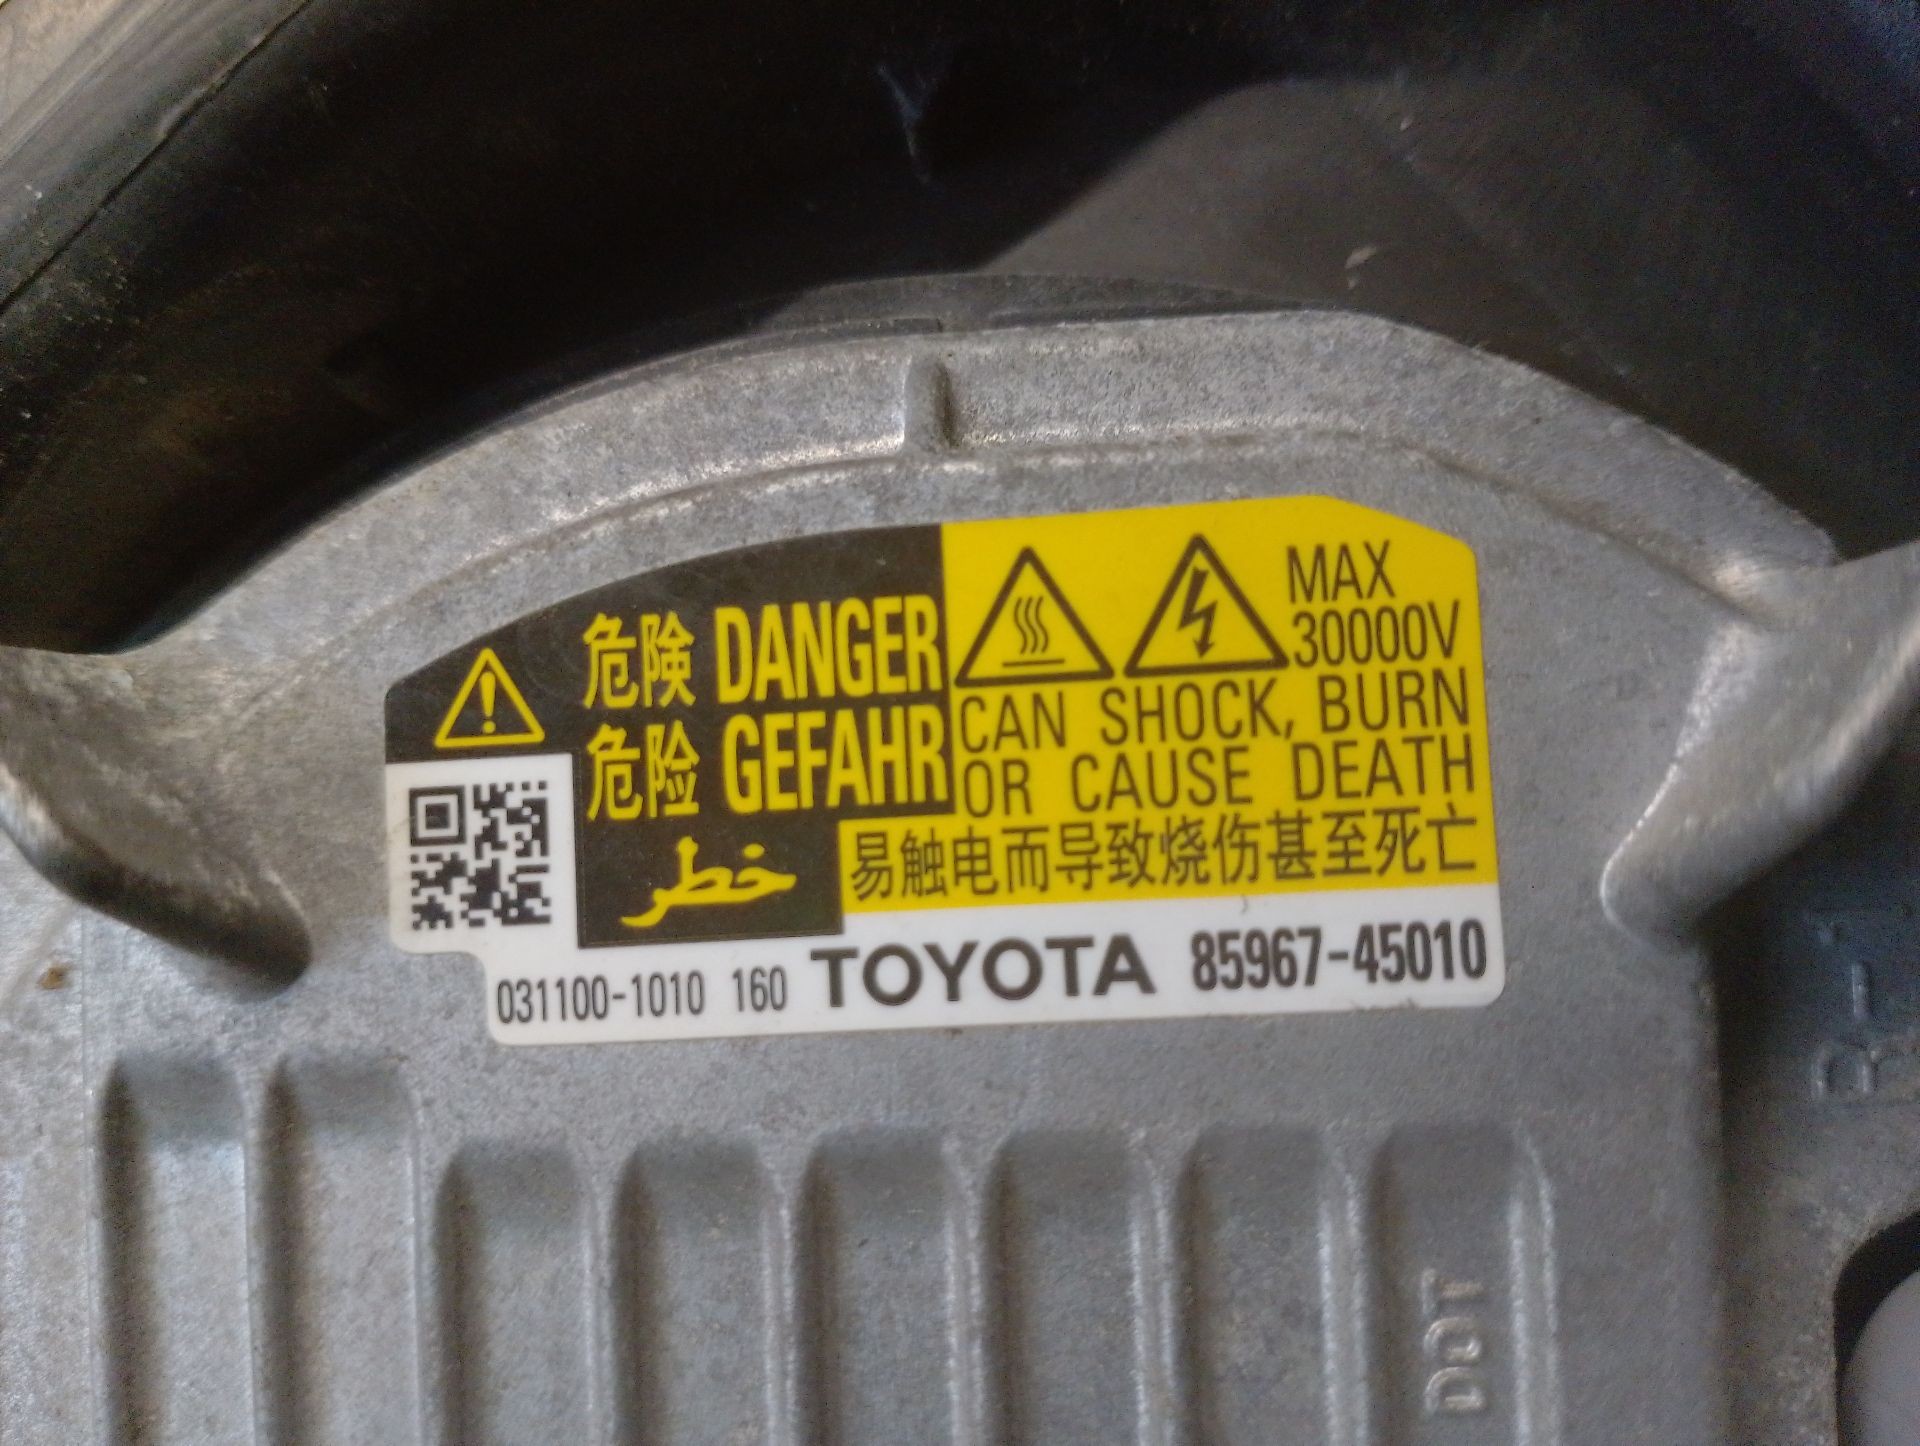 危険 DANGER
危险 GEFAHR
خطر
MAX
30000V
CAN SHOCK, BURN
OR CAUSE DEATH
易触电而导致烧伤甚至死亡
031100-1010 160 TOYOTA 85967-45010
DOT